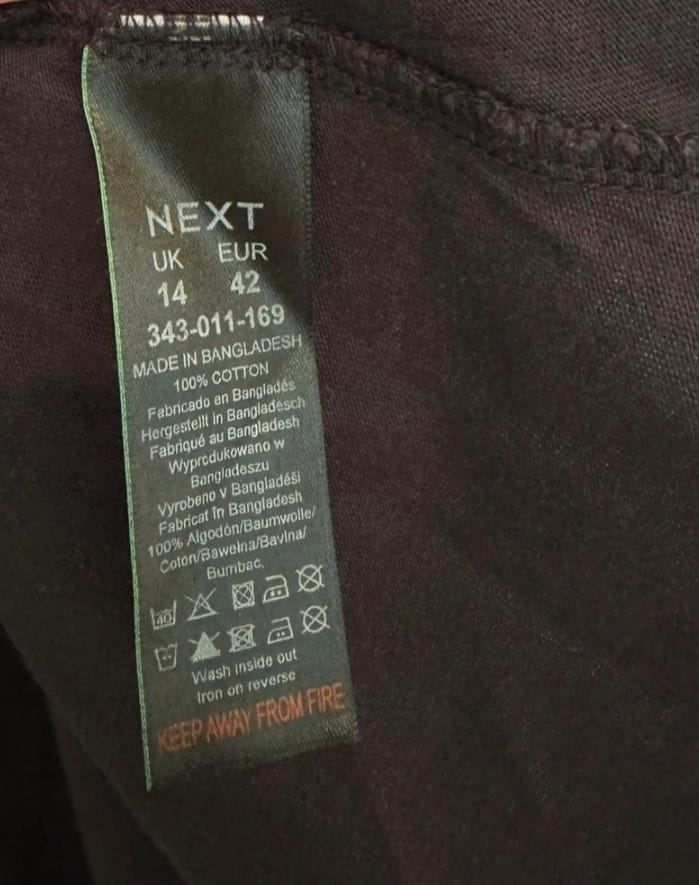 NEXT
UK EUR
14 42
343-011-169
MADE IN BANGLADESH
100% COTTON
Fabricado en Bangladés
Hergestellt in Bangladesch
Fabriqué au Bangladesh
Wyprodukowano w
Bangladeszu
Vyrobeno v Bangladéši
Fabricat în Bangladesh
100% Algodón/Baumwolle/
Coton/Bawełna/Bavlna/
Bumbac.
40
Wash inside out
Iron on reverse
KEEP AWAY FROM FIRE